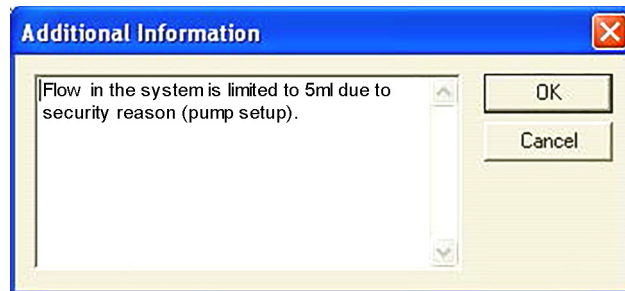 Additional Information
Flow in the system is limited to 5ml due to
security reason (pump setup).
OK
Cancel